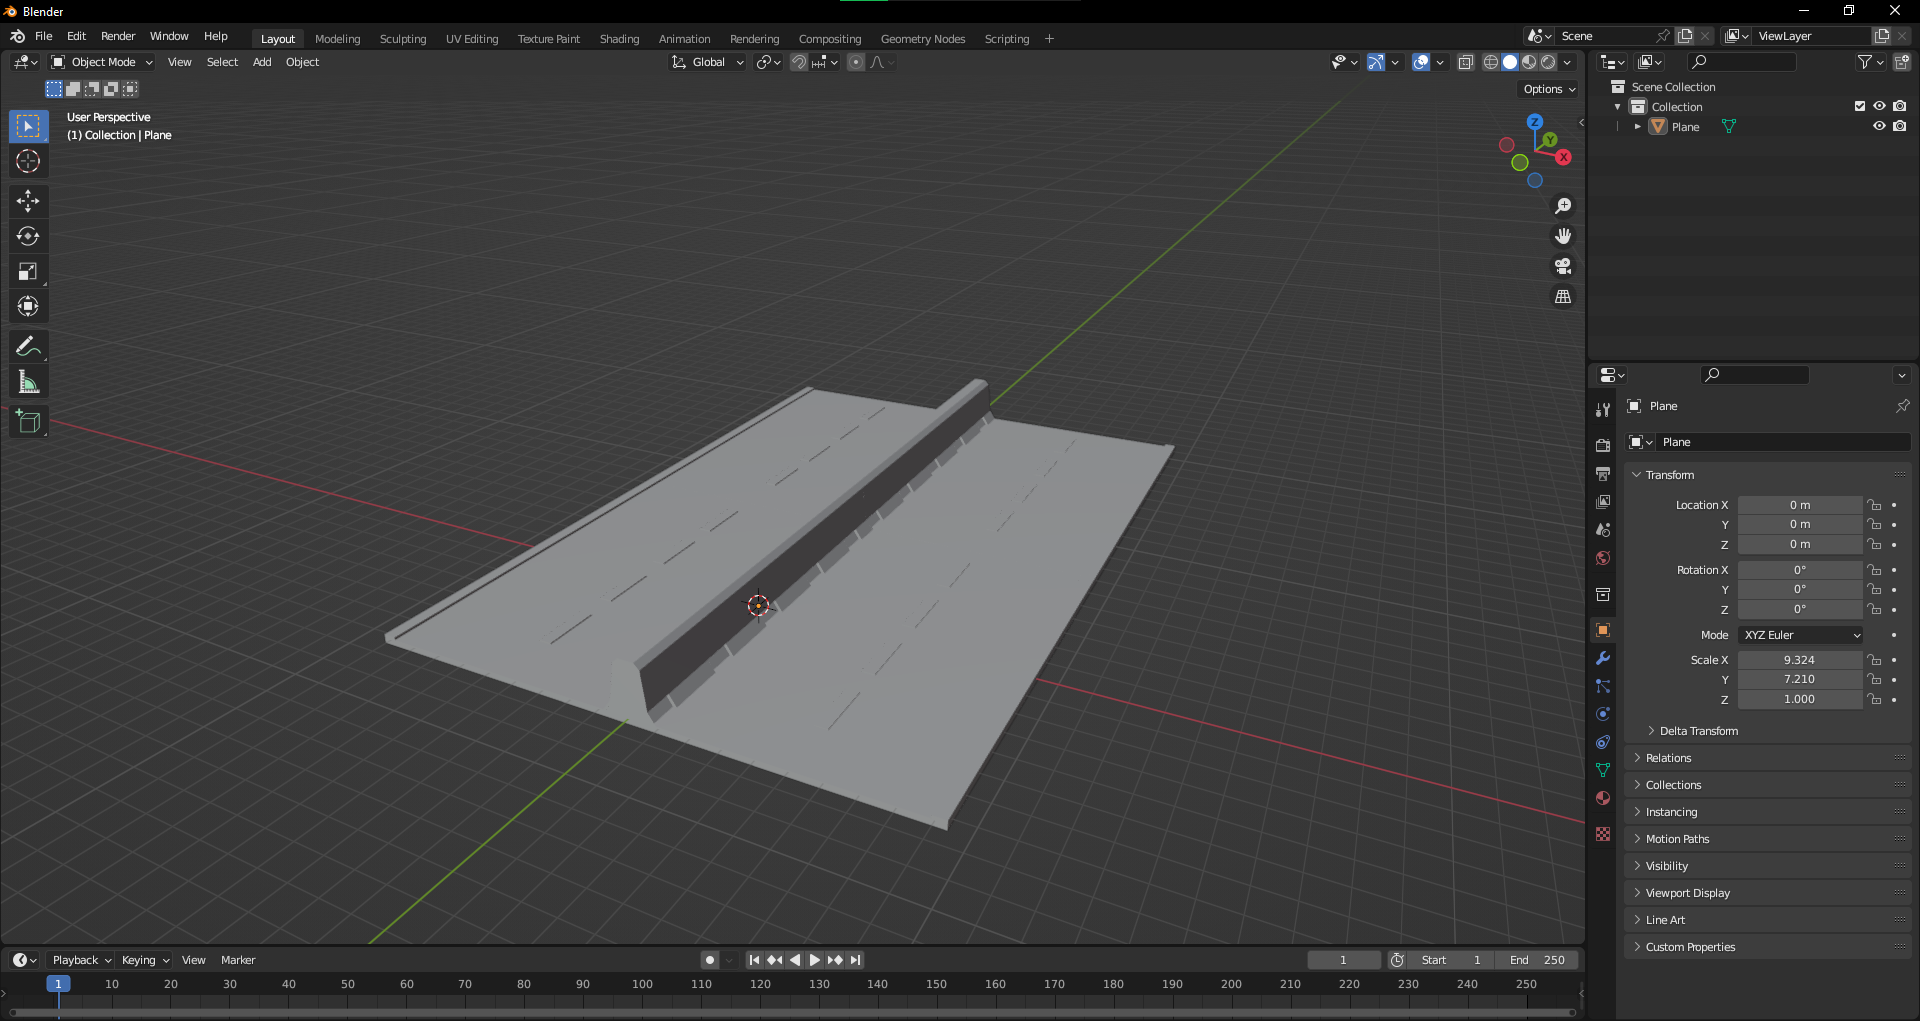 Blender
File Edit Render Window Help
Layout Modeling Sculpting UV Editing Texture Paint Shading Animation Rendering Compositing Geometry Nodes Scripting +
Scene
ViewLayer
Object Mode View Select Add Object
Global
Options
User Perspective
(1) Collection | Plane
Z
Y
X
Scene Collection
Collection
Plane
Plane
Plane
Transform
Location X 0 m
Y 0 m
Z 0 m
Rotation X 0°
Y 0°
Z 0°
Mode XYZ Euler
Scale X 9.324
Y 7.210
Z 1.000
Delta Transform
Relations
Collections
Instancing
Motion Paths
Visibility
Viewport Display
Line Art
Custom Properties
Playback Keying View Marker
1 Start 1 End 250
1 10 20 30 40 50 60 70 80 90 100 110 120 130 140 150 160 170 180 190 200 210 220 230 240 250